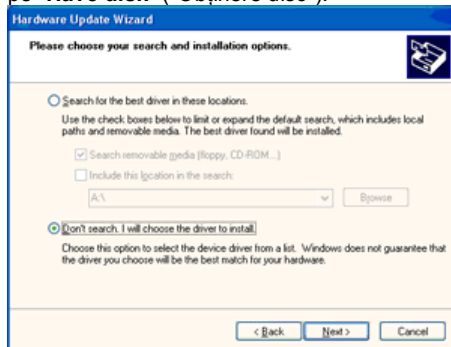 pe "Have disk" ("Obținere disc").
Hardware Update Wizard
Please choose your search and installation options.
Search for the best driver in these locations.
Use the check boxes below to limit or expand the default search, which includes local
paths and removable media. The best driver found will be installed.
Search removable media (floppy, CD-ROM...)
Include this location in the search:
A:\
Browse
Don't search. I will choose the driver to install.
Choose this option to select the device driver from a list. Windows does not guarantee that
the driver you choose will be the best match for your hardware.
< Back Next > Cancel